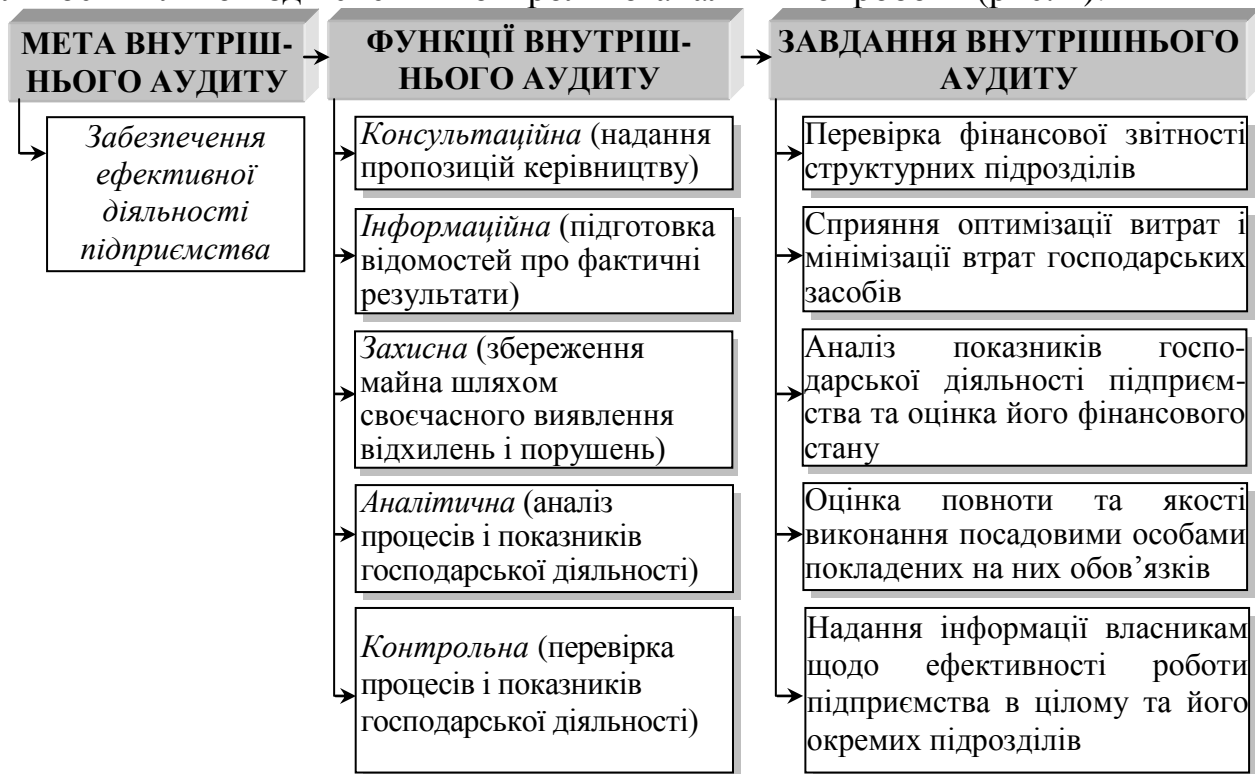 МЕТА ВНУТРІШ-
НЬОГО АУДИТУ
Забезпечення
ефективної
діяльності
підприємства
ФУНКЦІЇ ВНУТРІШ-
НЬОГО АУДИТУ
Консультаційна (надання
пропозицій керівництву)
Інформаційна (підготовка
відомостей про фактичні
результати)
Захисна (збереження
майна шляхом
своєчасного виявлення
відхилень і порушень)
Аналітична (аналіз
процесів і показників
господарської діяльності)
Контрольна (перевірка
процесів і показників
господарської діяльності)
ЗАВДАННЯ ВНУТРІШНЬОГО
АУДИТУ
Перевірка фінансової звітності
структурних підрозділів
Сприяння оптимізації витрат і
мінімізації втрат господарських
засобів
Аналіз показників госпо-
дарської діяльності підприєм-
ства та оцінка його фінансового
стану
Оцінка повноти та якості
виконання посадовими особами
покладених на них обов’язків
Надання інформації власникам
щодо ефективності роботи
підприємства в цілому та його
окремих підрозділів